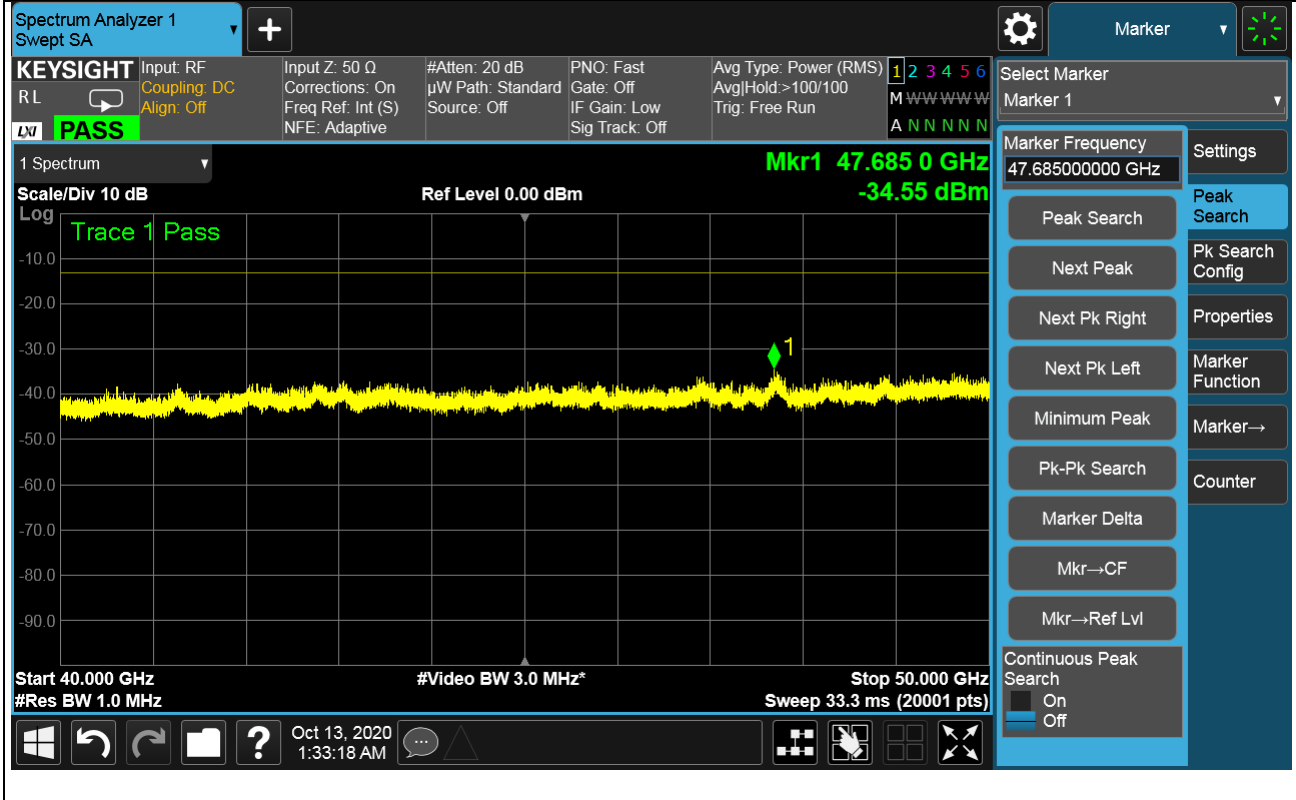 Spectrum Analyzer 1
Swept SA
Marker
KEYSIGHT
R L
LXI PASS
Input: RF
Coupling: DC
Align: Off
Input Z: 50 Ω
Corrections: On
Freq Ref: Int (S)
NFE: Adaptive
#Atten: 20 dB
µW Path: Standard
Source: Off
PNO: Fast
Gate: Off
IF Gain: Low
Sig Track: Off
Avg Type: Power (RMS)
Avg|Hold:>100/100
Trig: Free Run
1 2 3 4 5 6
M W W W W W
A N N N N N
Select Marker
Marker 1
1 Spectrum
Mkr1 47.685 0 GHz
-34.55 dBm
Scale/Div 10 dB
Ref Level 0.00 dBm
Log
Trace 1 Pass
-10.0
-20.0
-30.0
-40.0
-50.0
-60.0
-70.0
-80.0
-90.0
1
Start 40.000 GHz
#Video BW 3.0 MHz*
Stop 50.000 GHz
#Res BW 1.0 MHz
Sweep 33.3 ms (20001 pts)
Marker Frequency
47.685000000 GHz
Peak Search
Next Peak
Next Pk Right
Next Pk Left
Minimum Peak
Pk-Pk Search
Marker Delta
Mkr→CF
Mkr→Ref Lvl
Continuous Peak
Search
On
Off
Settings
Peak
Search
Pk Search
Config
Properties
Marker
Function
Marker→
Counter
?
Oct 13, 2020
1:33:18 AM